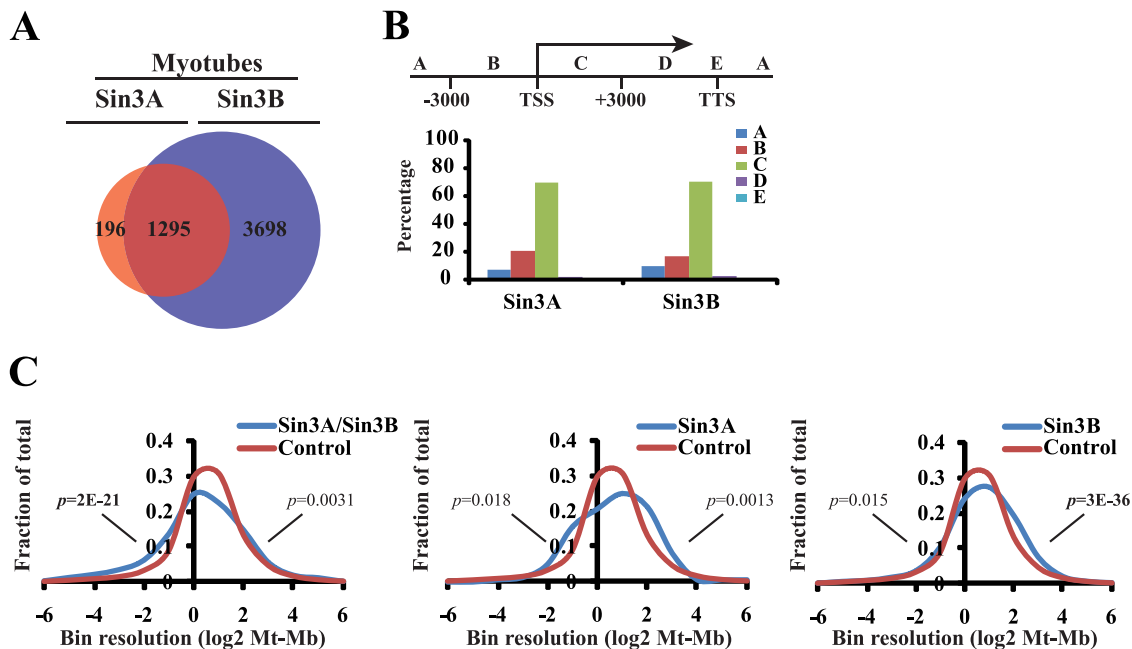 A
Myotubes
Sin3A Sin3B
196 1295 3698
B
A B C D E A
-3000 TSS +3000 TTS
Percentage
100
80
60
40
20
0
A
B
C
D
E
Sin3A Sin3B
C
Fraction of total
Sin3A/Sin3B
Control
0.4
0.3
0.2
0.1
0
p=2E-21
p=0.0031
-6 -4 -2 0 2 4 6
Bin resolution (log2 Mt-Mb)
Fraction of total
Sin3A
Control
0.4
0.3
0.2
0.1
0
p=0.018
p=0.0013
-6 -4 -2 0 2 4 6
Bin resolution (log2 Mt-Mb)
Fraction of total
Sin3B
Control
0.4
0.3
0.2
0.1
0
p=0.015
p=3E-36
-6 -4 -2 0 2 4 6
Bin resolution (log2 Mt-Mb)